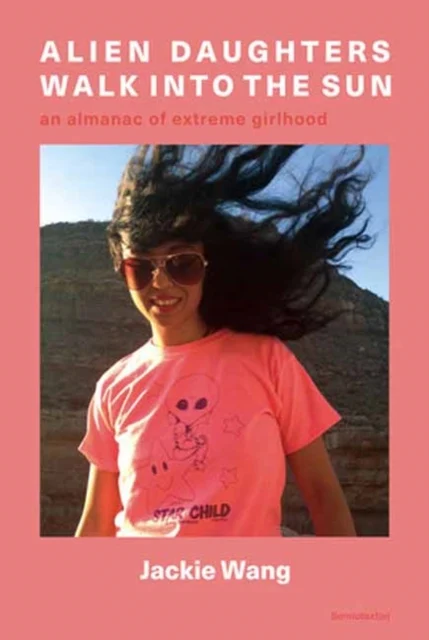 ALIEN DAUGHTERS
WALK INTO THE SUN
an almanac of extreme girlhood
STAR CHILD
Jackie Wang
Semiotext(e)